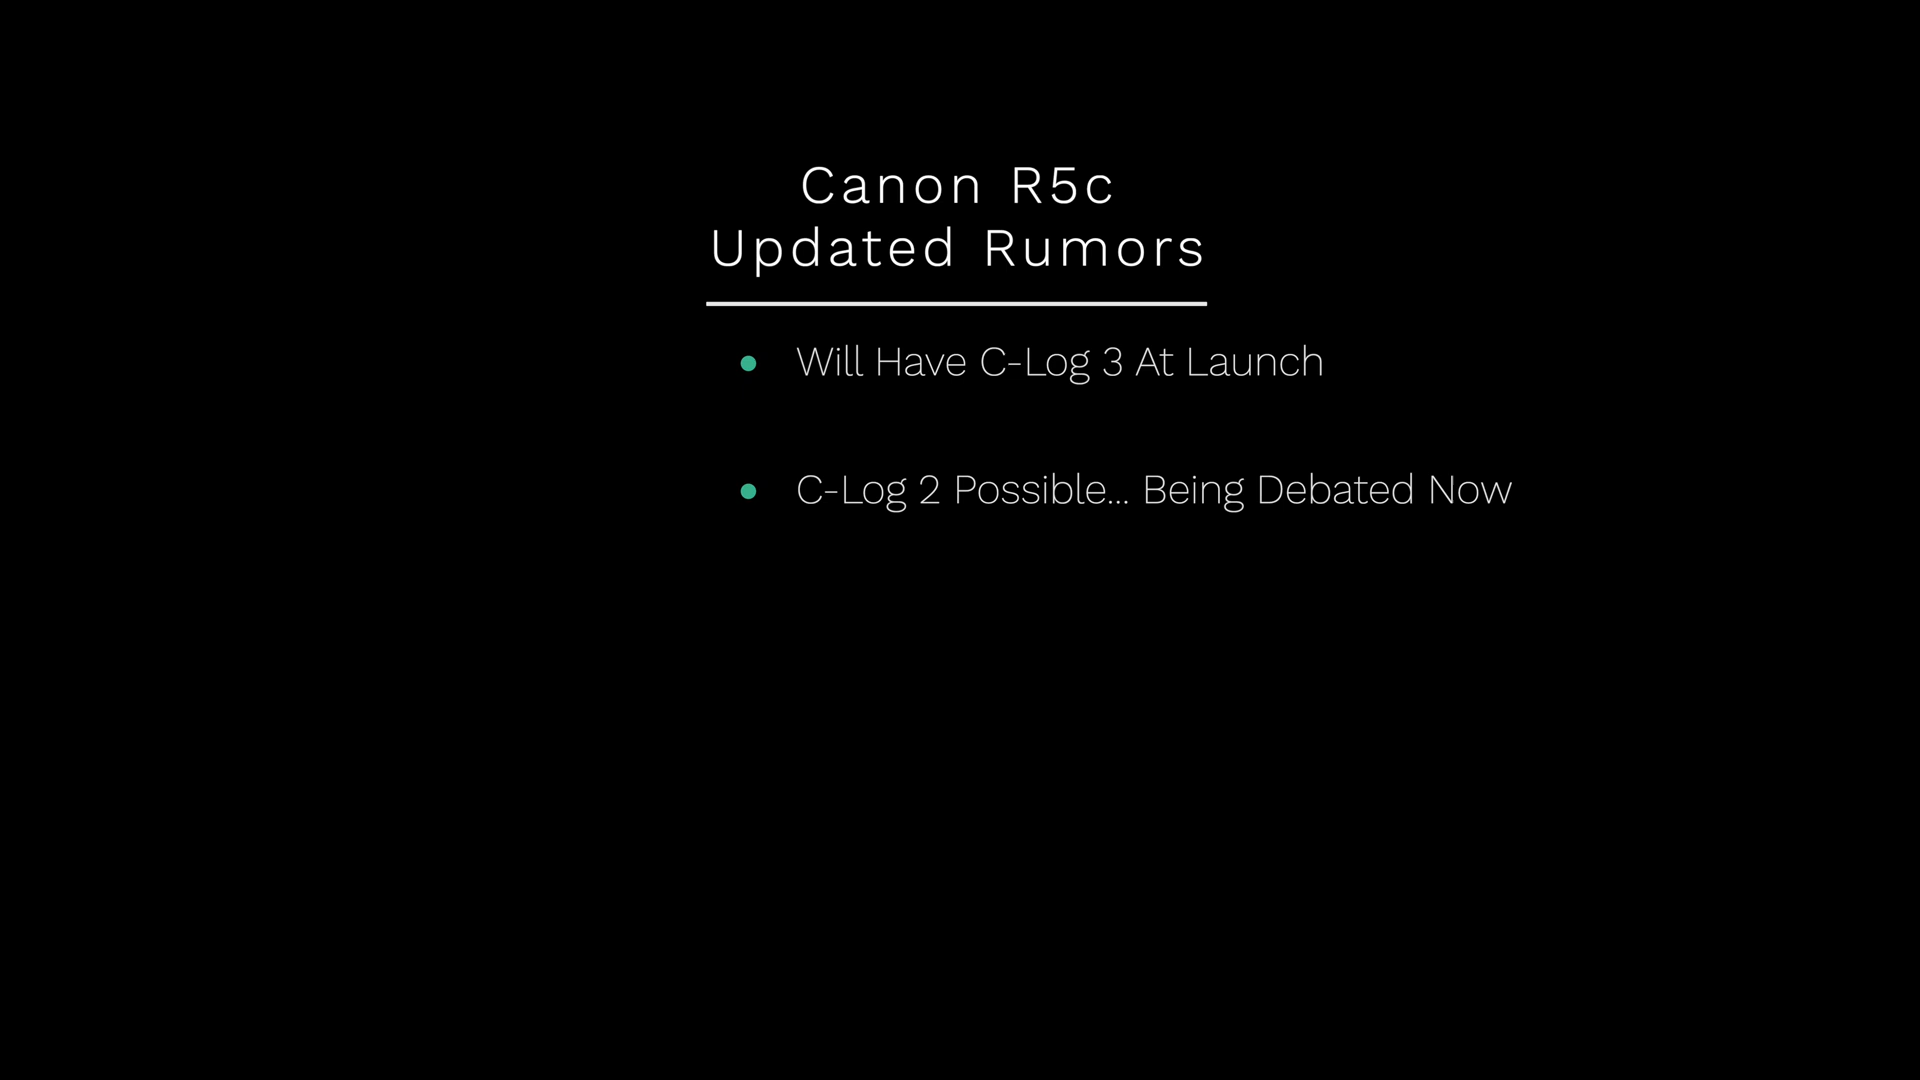 Canon R5c
Updated Rumors
Will Have C-Log 3 At Launch
C-Log 2 Possible... Being Debated Now